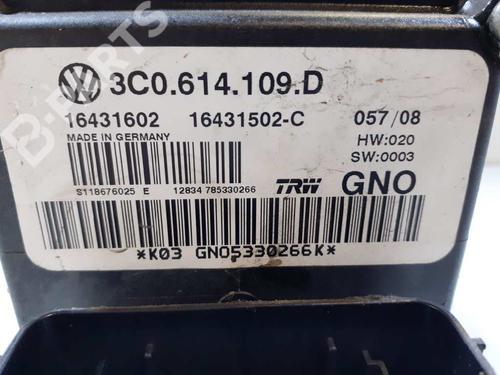 B-PARTS
3C0.614.109.D
16431602 16431502-C 057/08
MADE IN GERMANY HW:020
SW:0003
S118676025 E 12834 785330266 TRW GNO
*K03 GNO5330266K*